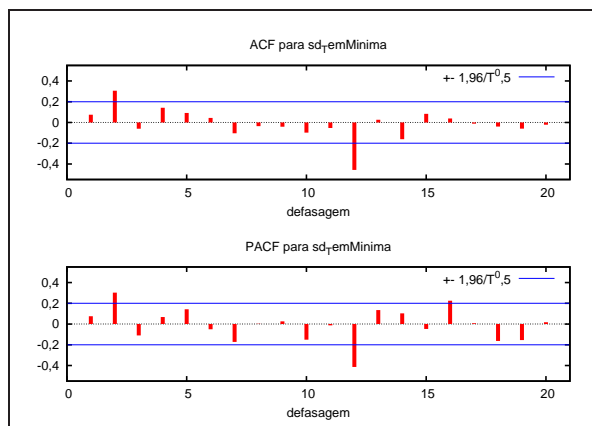 ACF para sd_TemMinima
+- 1,96/T^0,5
0,4
0,2
0
-0,2
-0,4
0 5 10 15 20
defasagem
PACF para sd_TemMinima
+- 1,96/T^0,5
0,4
0,2
0
-0,2
-0,4
0 5 10 15 20
defasagem